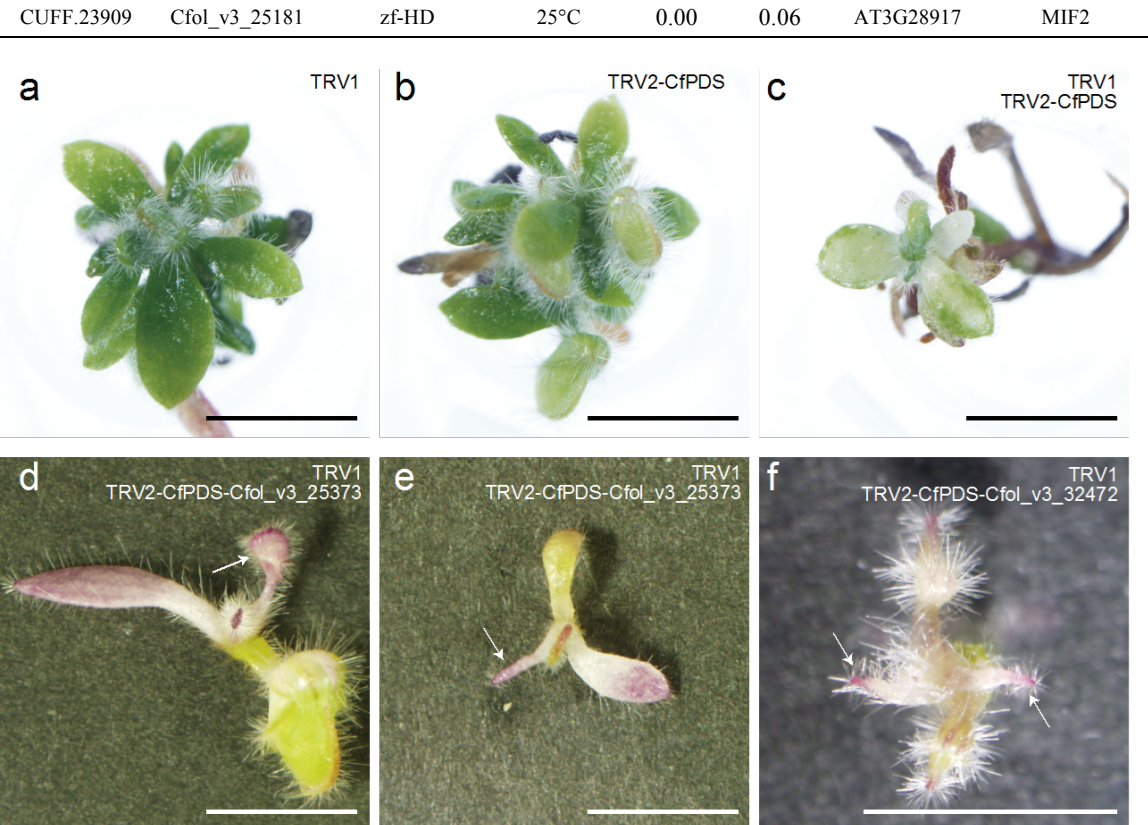 CUFF.23909 Cfol_v3_25181 zf-HD 25°C 0.00 0.06 AT3G28917 MIF2
a TRV1
b TRV2-CfPDS
c TRV1
TRV2-CfPDS
d TRV1
TRV2-CfPDS-Cfol_v3_25373
e TRV1
TRV2-CfPDS-Cfol_v3_25373
f TRV1
TRV2-CfPDS-Cfol_v3_32472